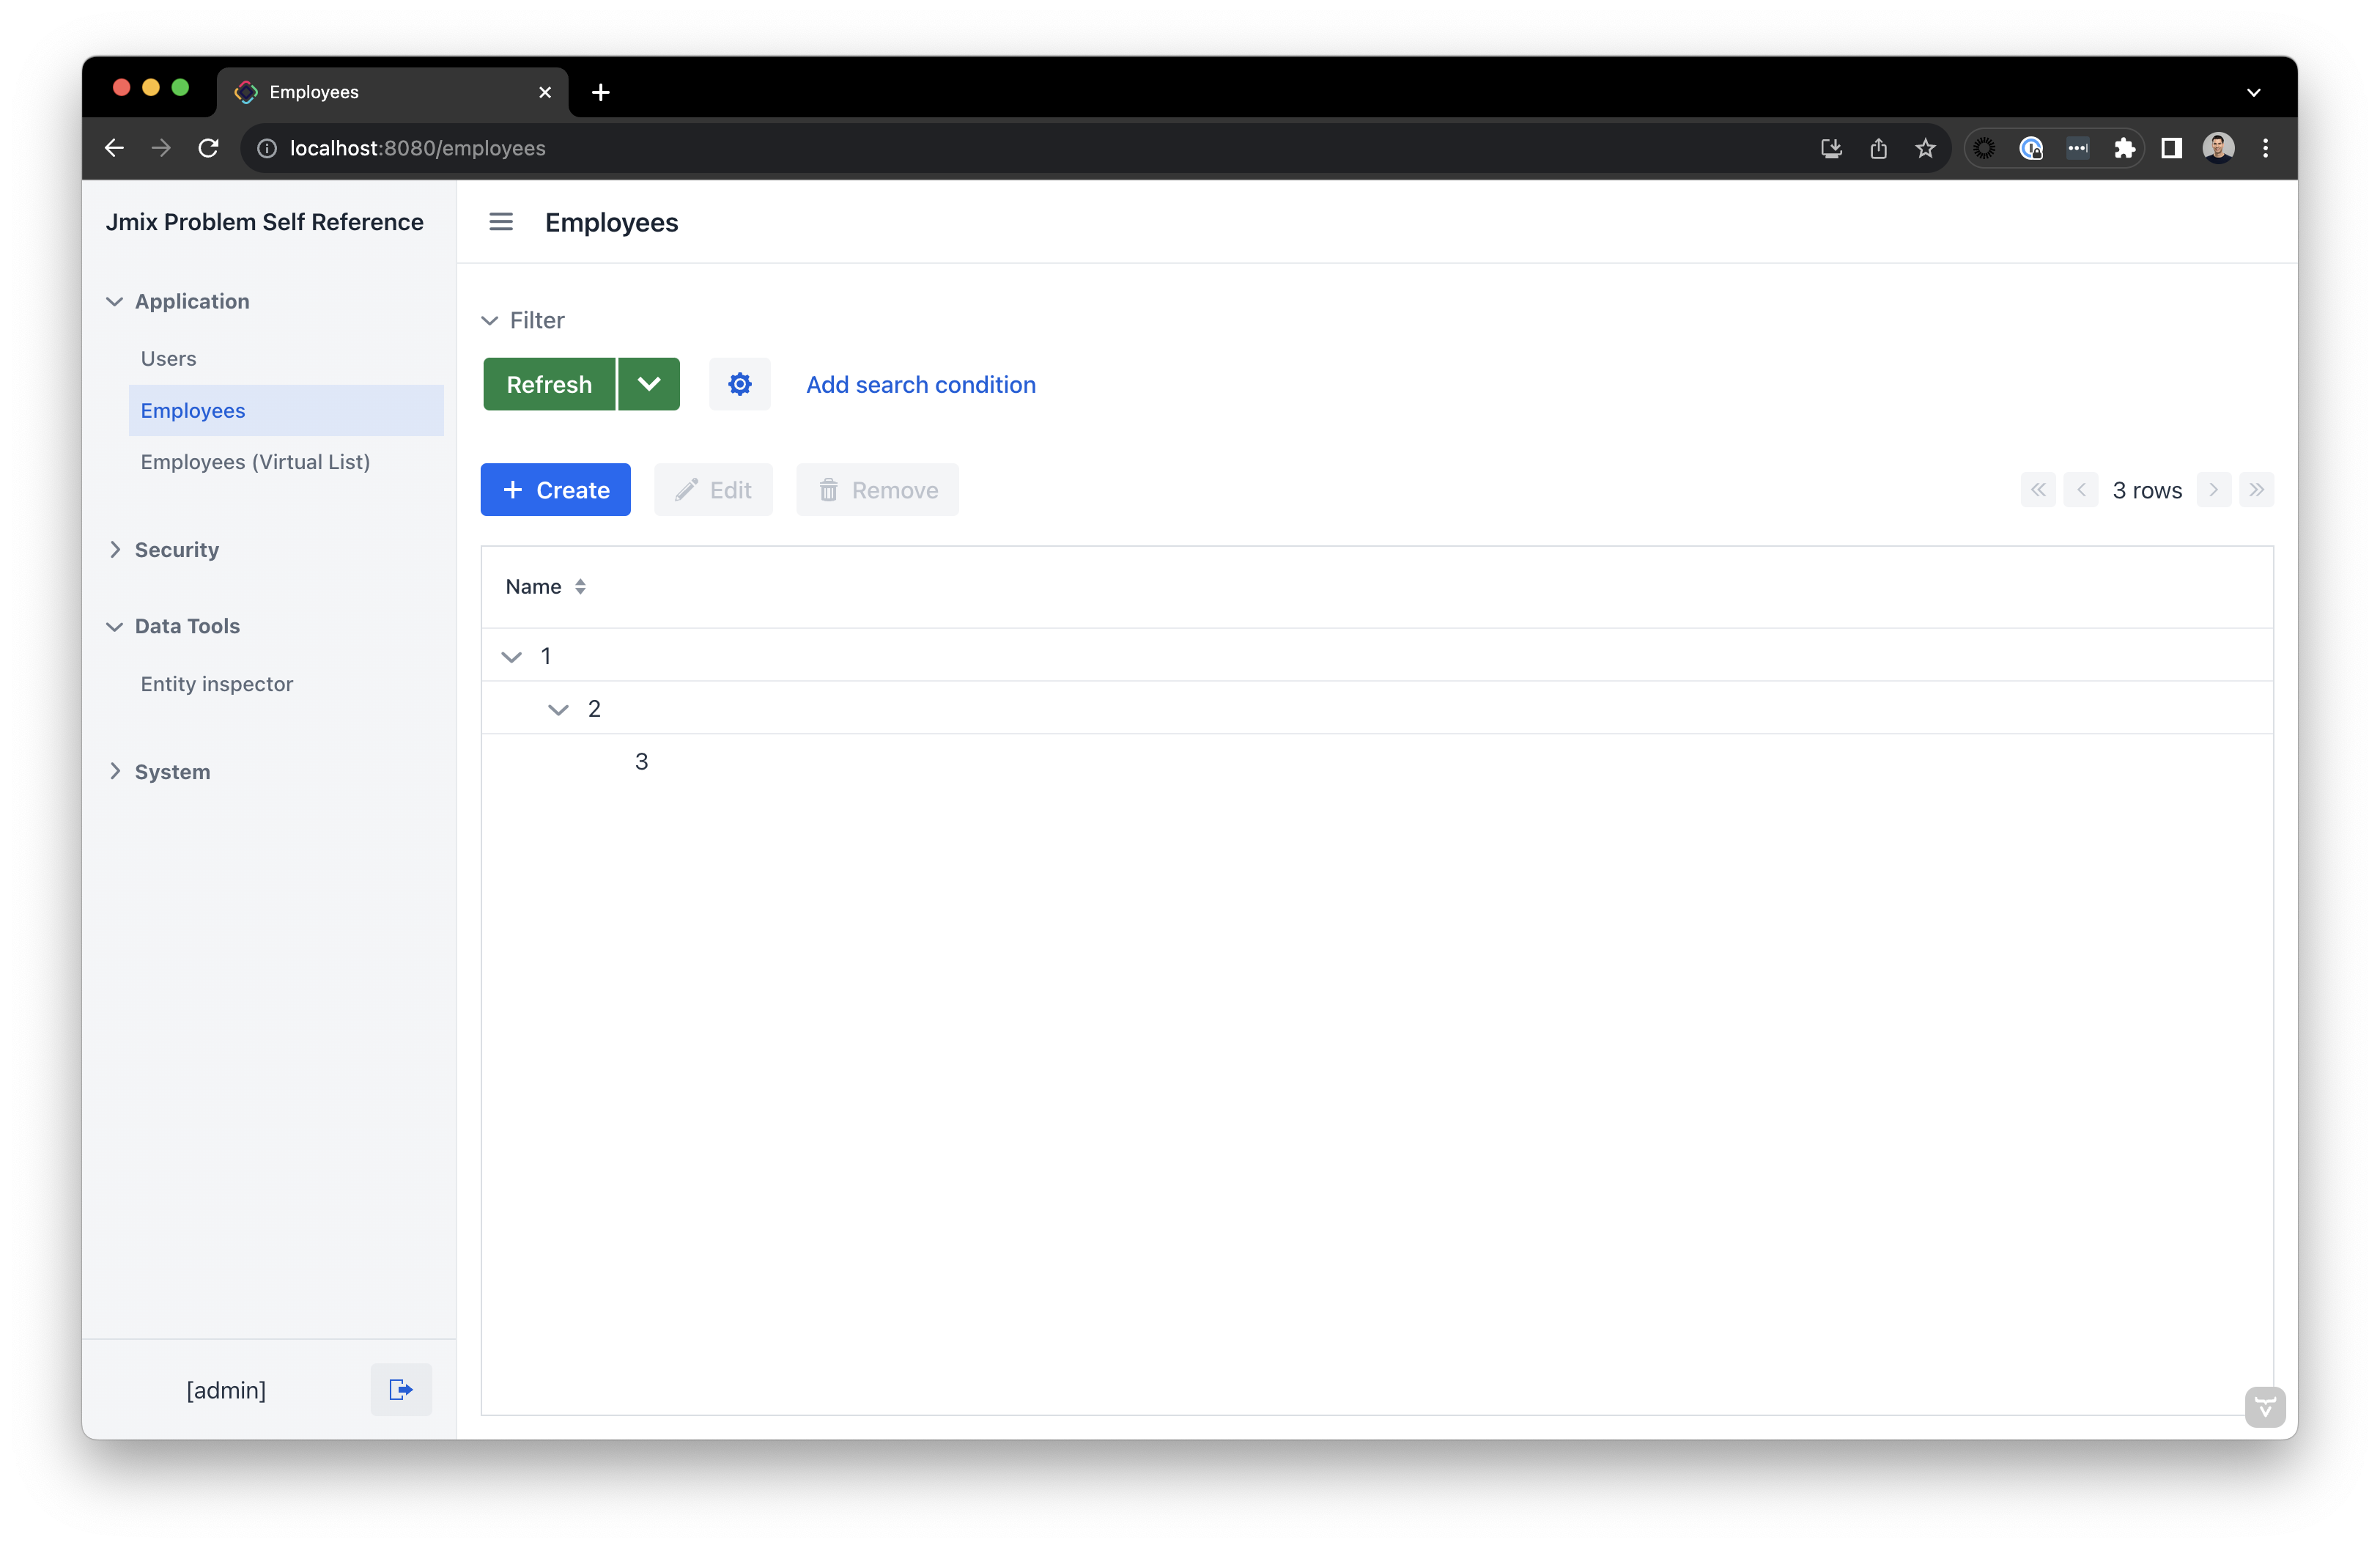 Employees
localhost:8080/employees
Jmix Problem Self Reference
Employees
Application
Users
Employees
Employees (Virtual List)
Security
Data Tools
Entity inspector
System
[admin]
Filter
Refresh
Add search condition
Create
Edit
Remove
3 rows
Name
1
2
3